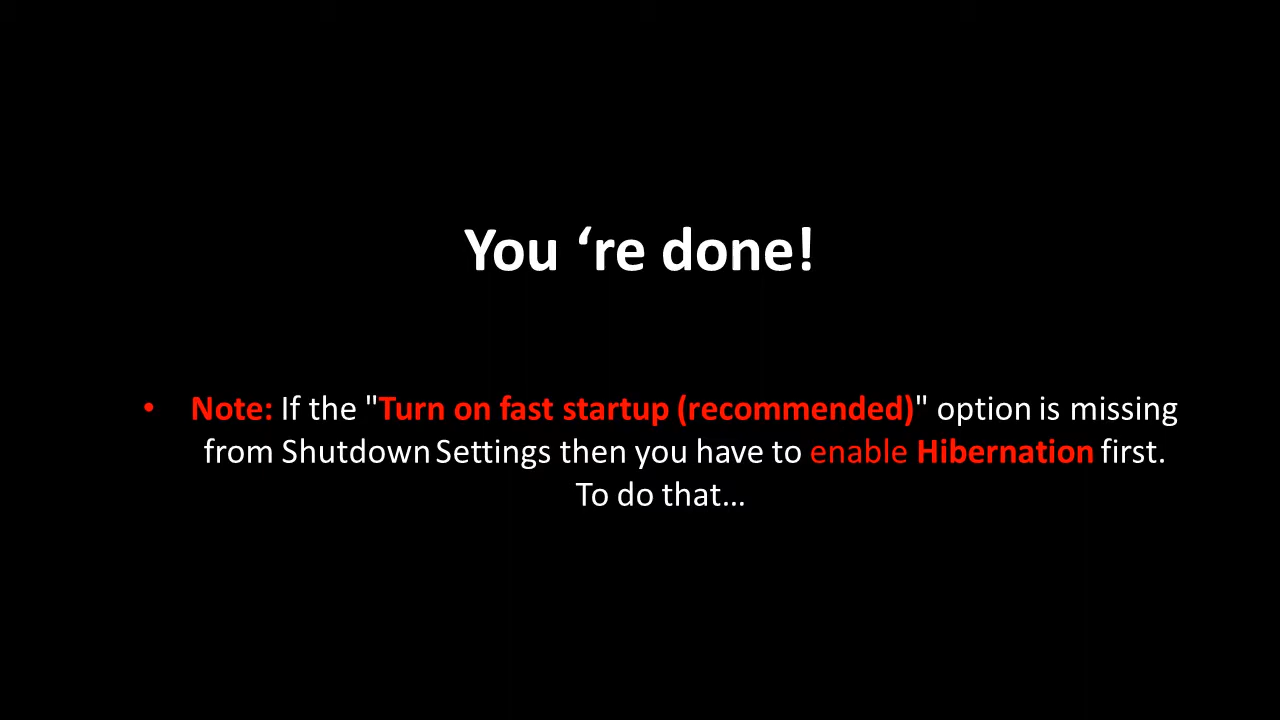 You ‘re done!
• Note: If the "Turn on fast startup (recommended)" option is missing
from Shutdown Settings then you have to enable Hibernation first.
To do that...